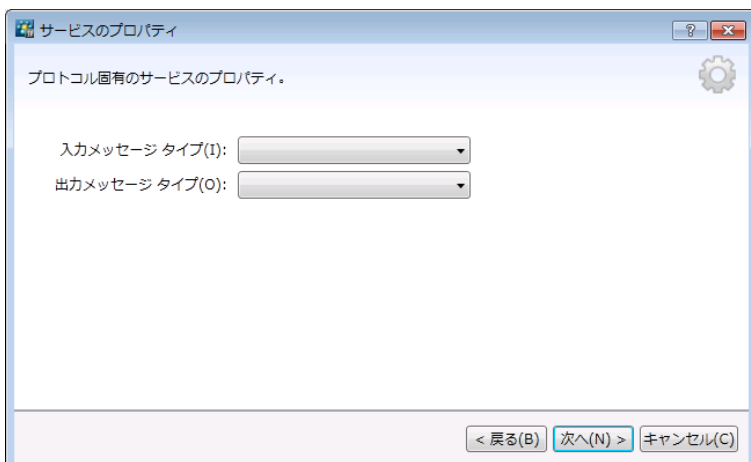 サービスのプロパティ
?
プロトコル固有のサービスのプロパティ。
入力メッセージ タイプ(I):
出力メッセージ タイプ(O):
< 戻る(B) 次へ(N) > キャンセル(C)